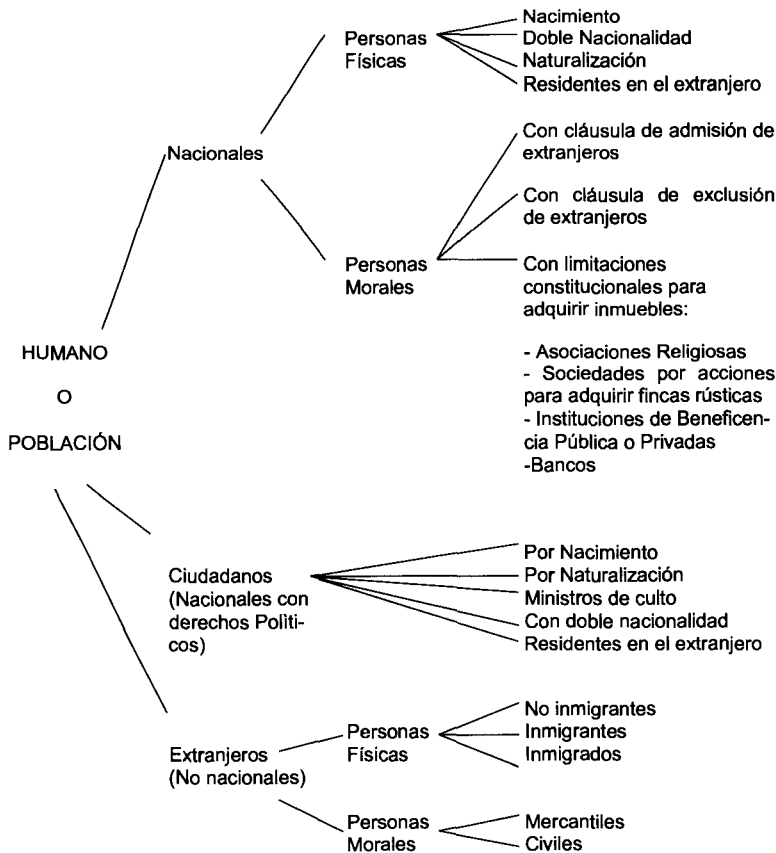 Personas
Físicas
Nacimiento
Doble Nacionalidad
Naturalización
Residentes en el extranjero
Nacionales
Con cláusula de admisión de
extranjeros
Con cláusula de exclusión
de extranjeros
Personas
Morales
Con limitaciones
constitucionales para
adquirir inmuebles:
- Asociaciones Religiosas
- Sociedades por acciones
para adquirir fincas rústicas
- Instituciones de Beneficen-
cia Pública o Privadas
-Bancos
HUMANO
O
POBLACIÓN
Ciudadanos
(Nacionales con
derechos Políti-
cos)
Por Nacimiento
Por Naturalización
Ministros de culto
Con doble nacionalidad
Residentes en el extranjero
Extranjeros
(No nacionales)
Personas
Físicas
No inmigrantes
Inmigrantes
Inmigrados
Personas
Morales
Mercantiles
Civiles